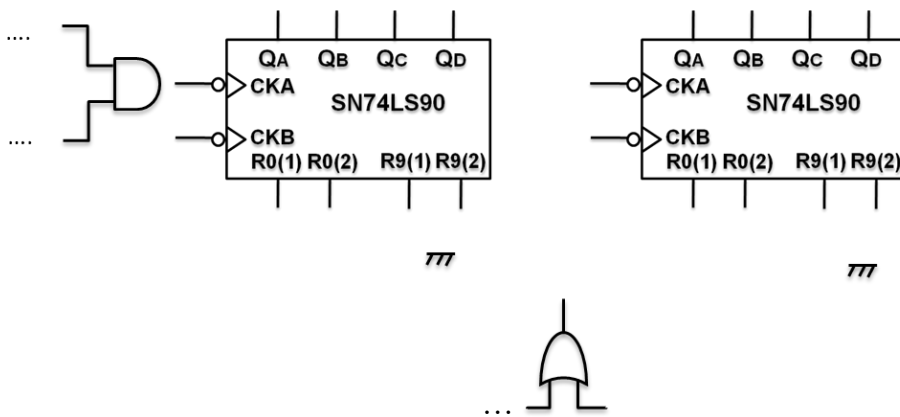 ....
....
QA QB QC QD
CKA
SN74LS90
CKB
R0(1) R0(2) R9(1) R9(2)
QA QB QC QD
CKA
SN74LS90
CKB
R0(1) R0(2) R9(1) R9(2)
...